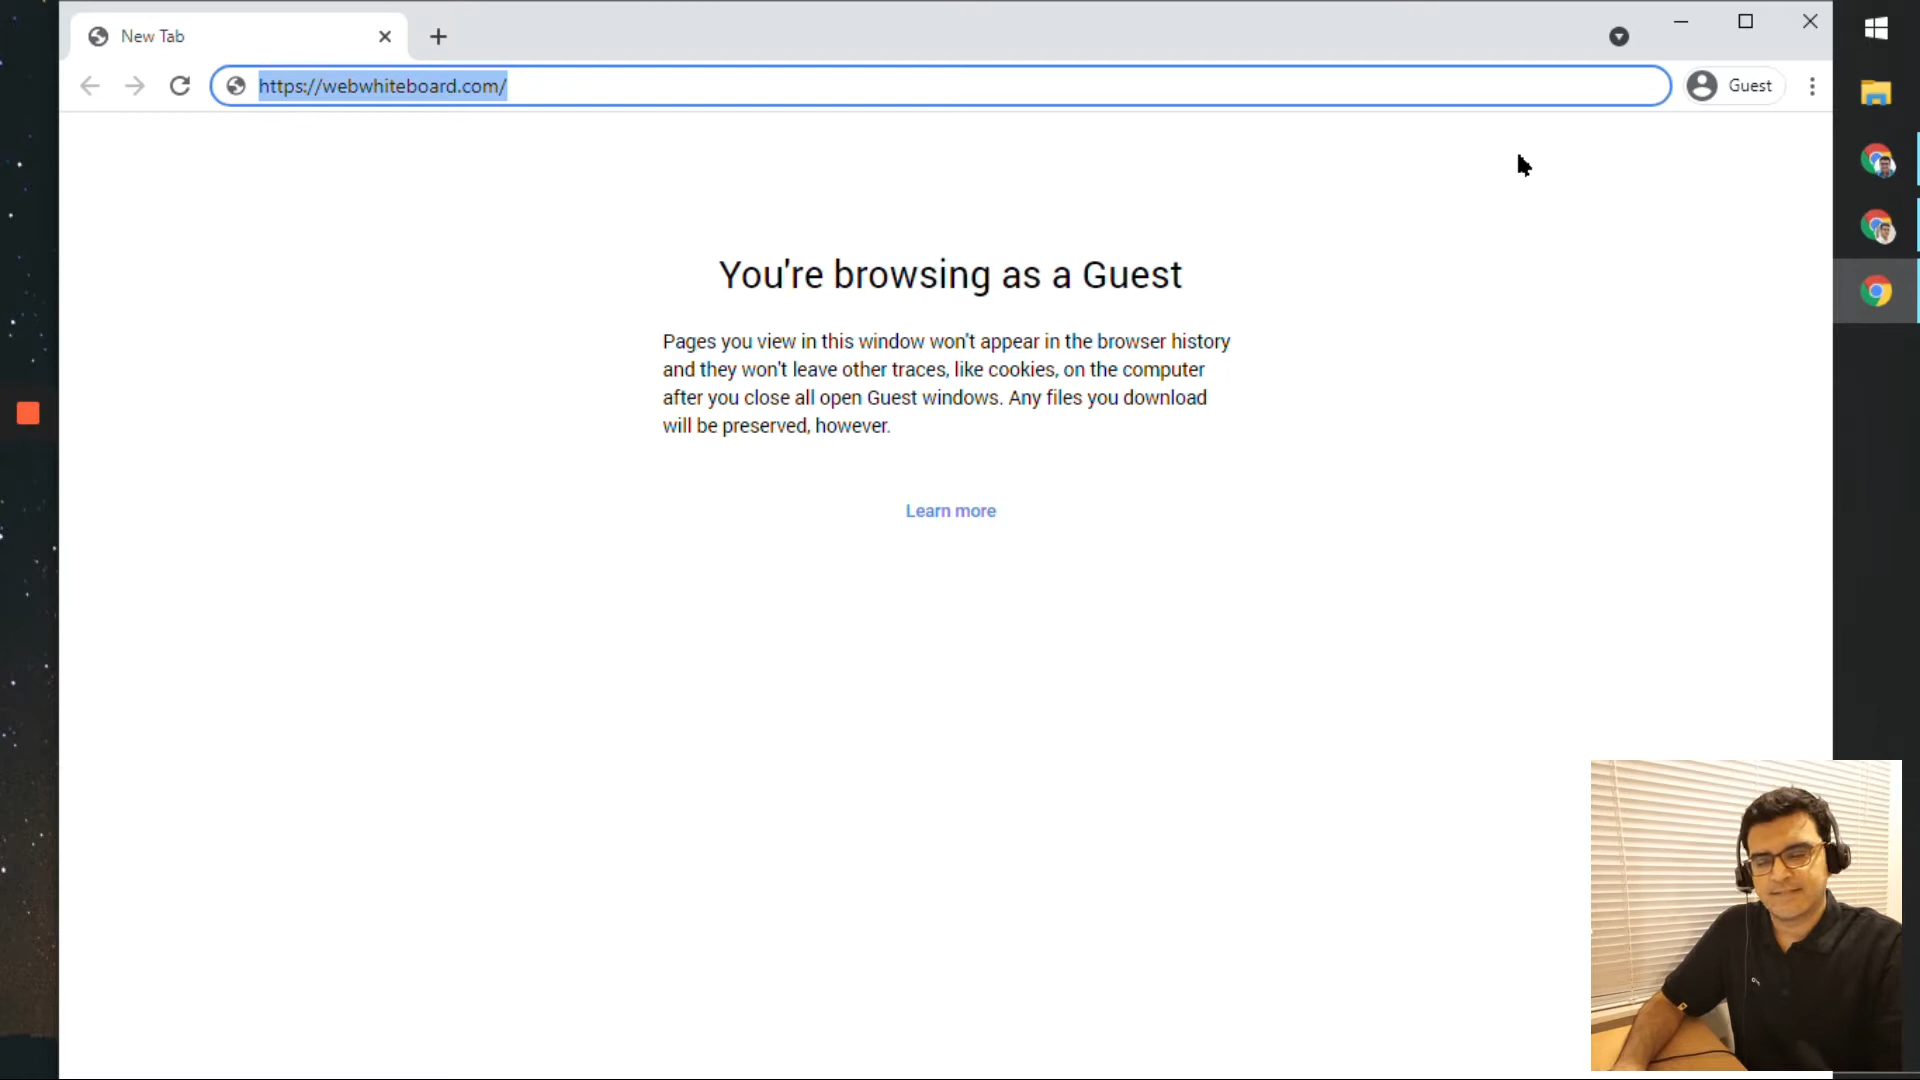 New Tab
https://webwhiteboard.com/
Guest
You're browsing as a Guest
Pages you view in this window won't appear in the browser history
and they won't leave other traces, like cookies, on the computer
after you close all open Guest windows. Any files you download
will be preserved, however.
Learn more